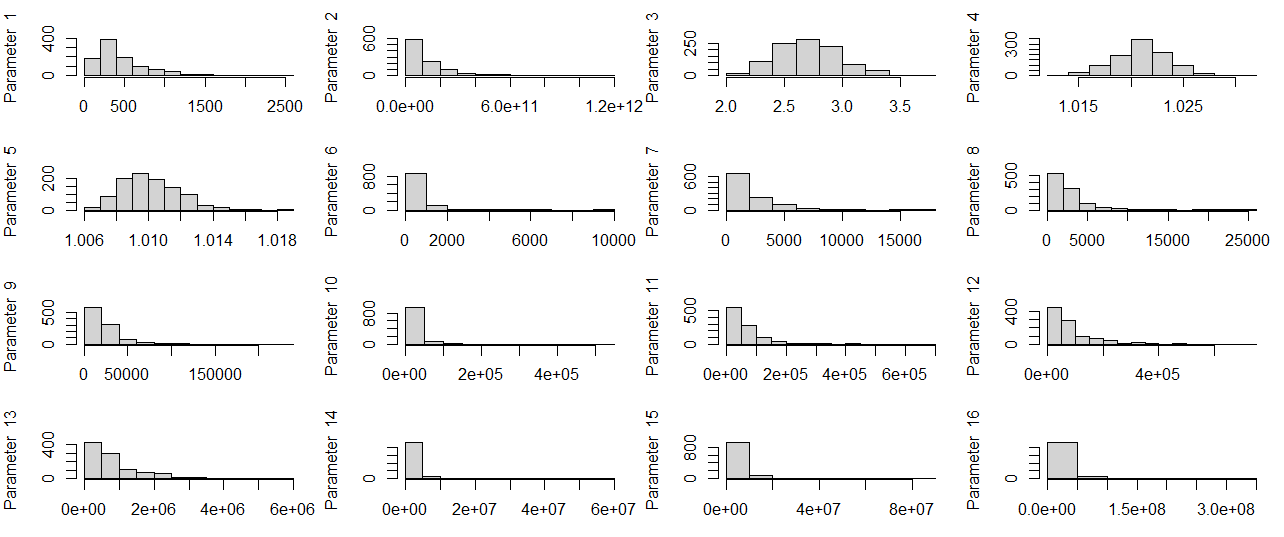 Parameter 1
400
0
0 500 1500 2500
Parameter 2
600
0
0.0e+00 6.0e+11 1.2e+12
Parameter 3
250
0
2.0 2.5 3.0 3.5
Parameter 4
300
0
1.015 1.025
Parameter 5
200
0
1.006 1.010 1.014 1.018
Parameter 6
800
0
0 2000 6000 10000
Parameter 7
600
0
0 5000 10000 15000
Parameter 8
500
0
0 5000 15000 25000
Parameter 9
500
0
0 50000 150000
Parameter 10
800
0
0e+00 2e+05 4e+05
Parameter 11
500
0
0e+00 2e+05 4e+05 6e+05
Parameter 12
400
0
0e+00 4e+05
Parameter 13
400
0
0e+00 2e+06 4e+06 6e+06
Parameter 14
0
0e+00 2e+07 4e+07 6e+07
Parameter 15
800
0
0e+00 4e+07 8e+07
Parameter 16
0
0.0e+00 1.5e+08 3.0e+08